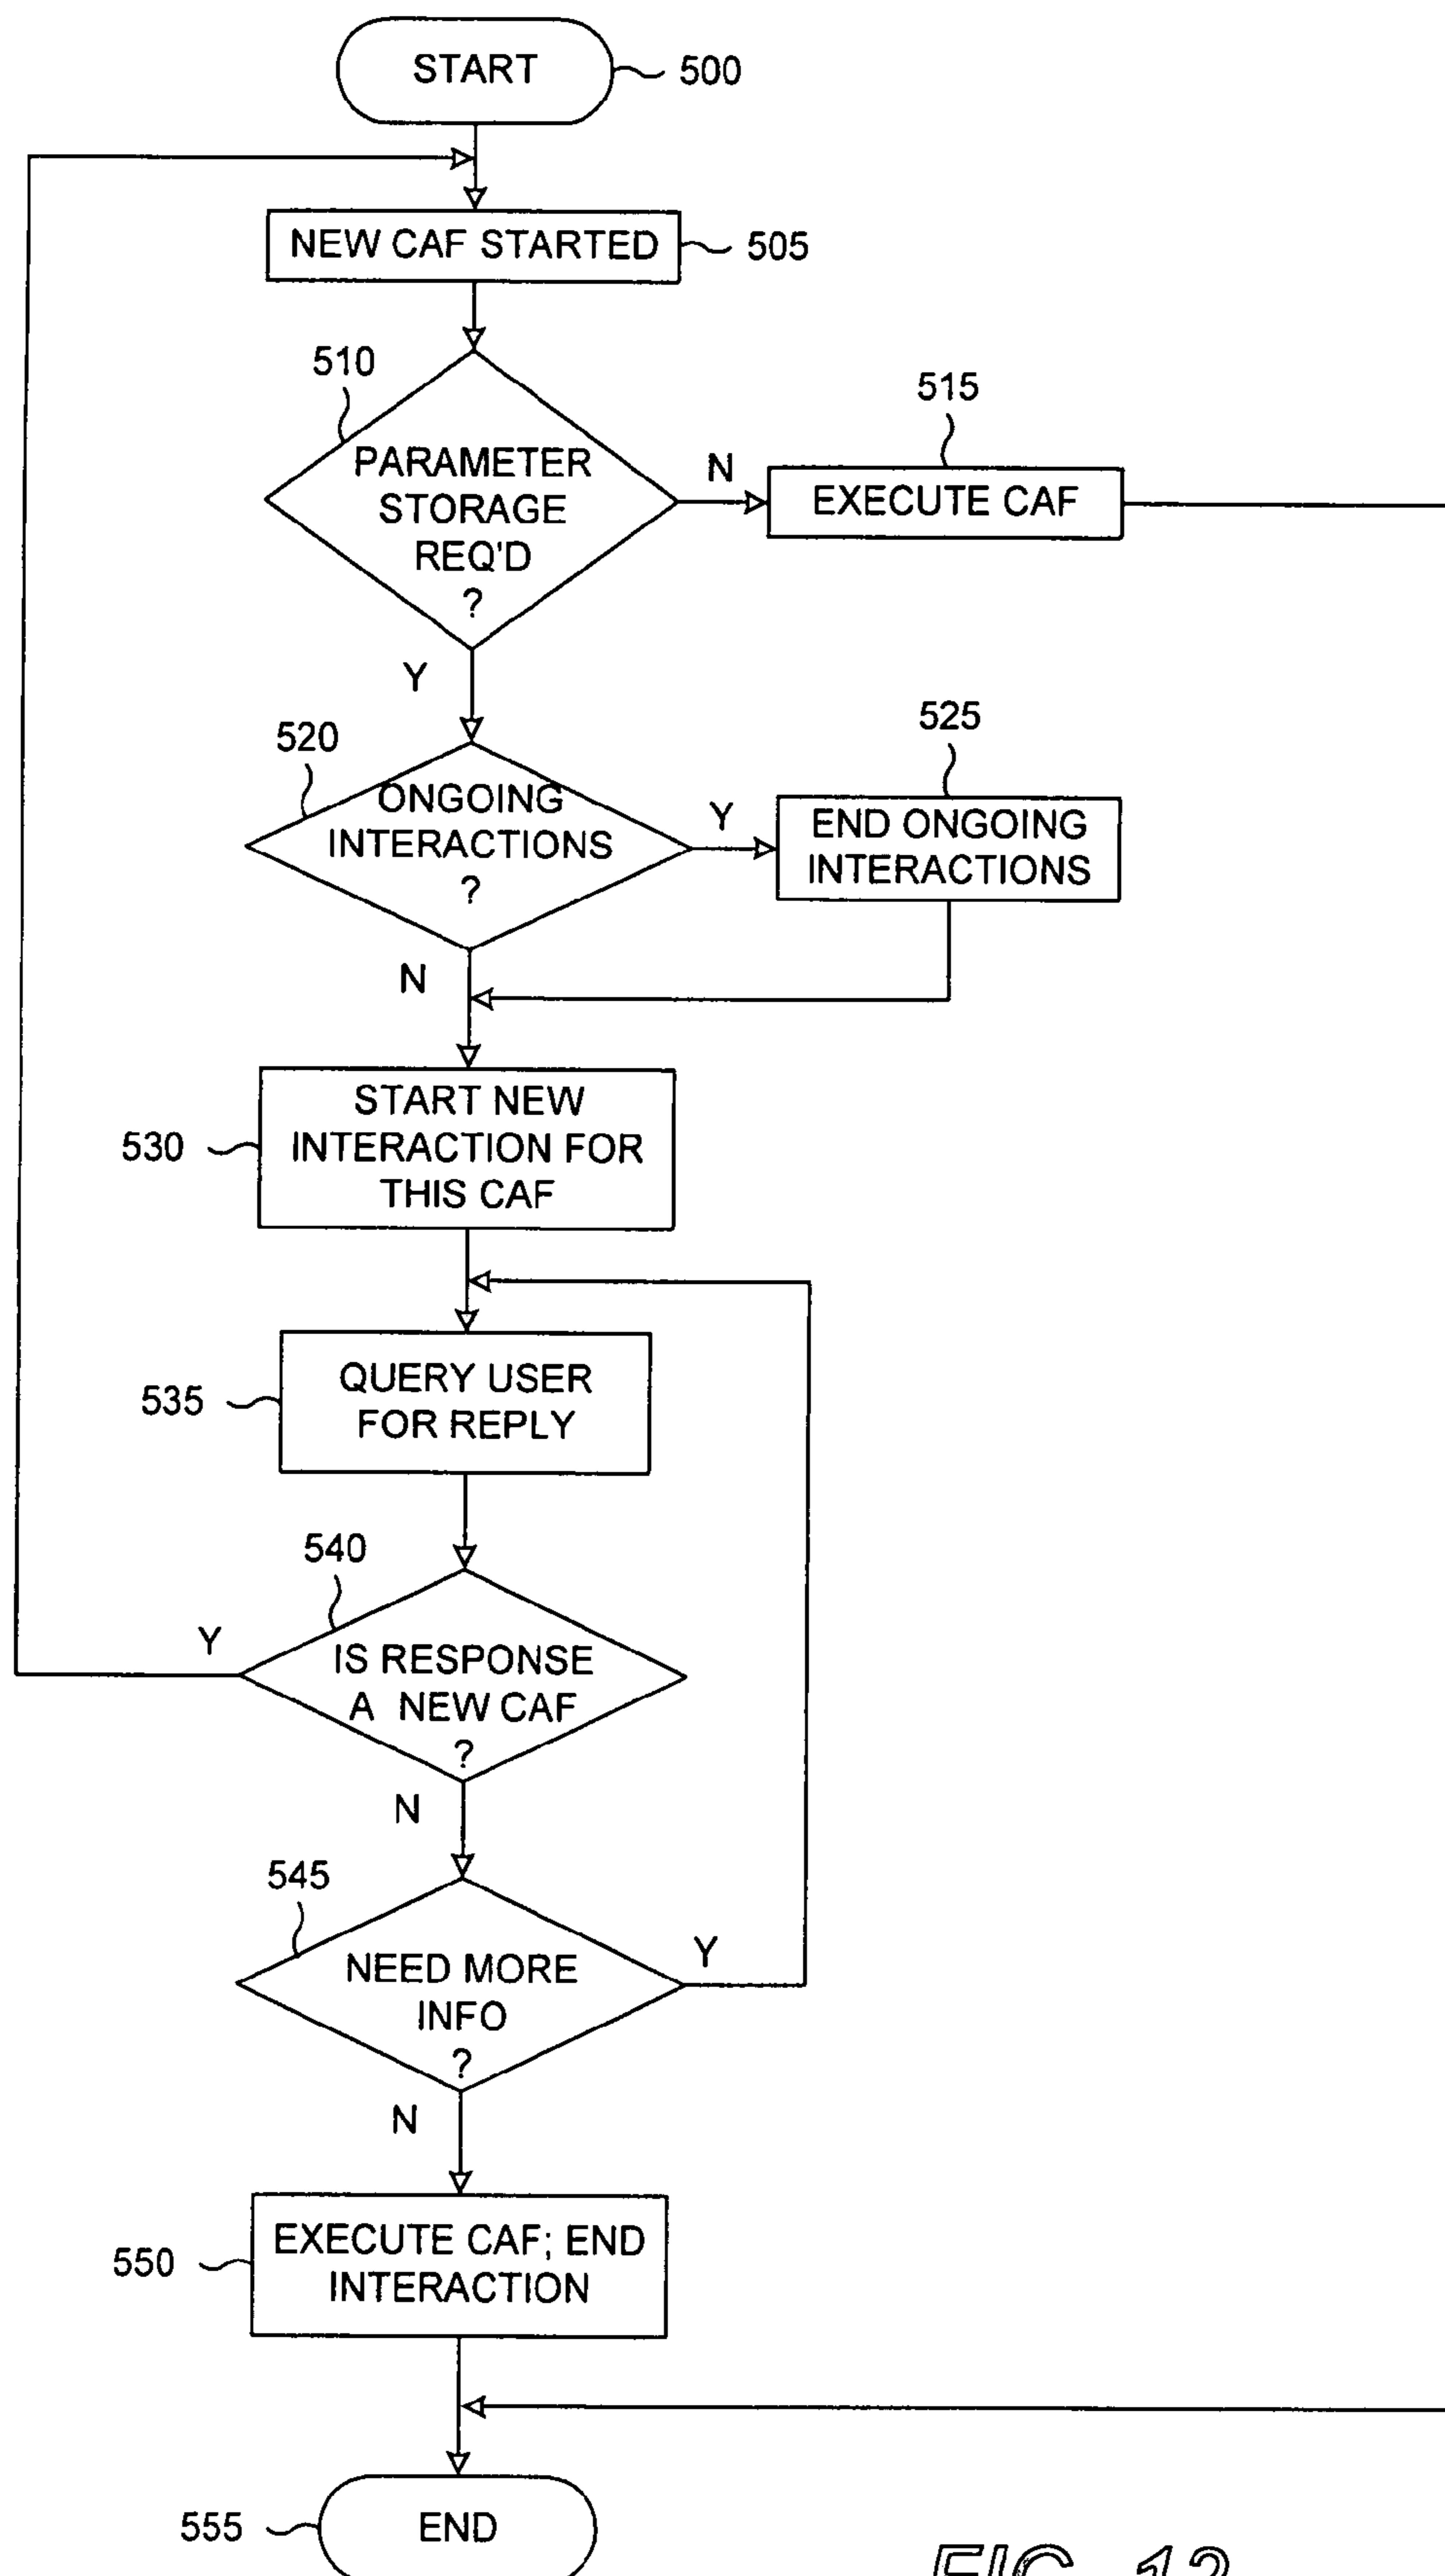 START
500
NEW CAF STARTED
505
510
PARAMETER
STORAGE
REQ'D
?
N
515
EXECUTE CAF
Y
520
ONGOING
INTERACTIONS
?
Y
525
END ONGOING
INTERACTIONS
N
530
START NEW
INTERACTION FOR
THIS CAF
535
QUERY USER
FOR REPLY
540
Y
IS RESPONSE
A NEW CAF
?
N
545
NEED MORE
INFO
?
Y
N
550
EXECUTE CAF; END
INTERACTION
555
END
FIG. 12